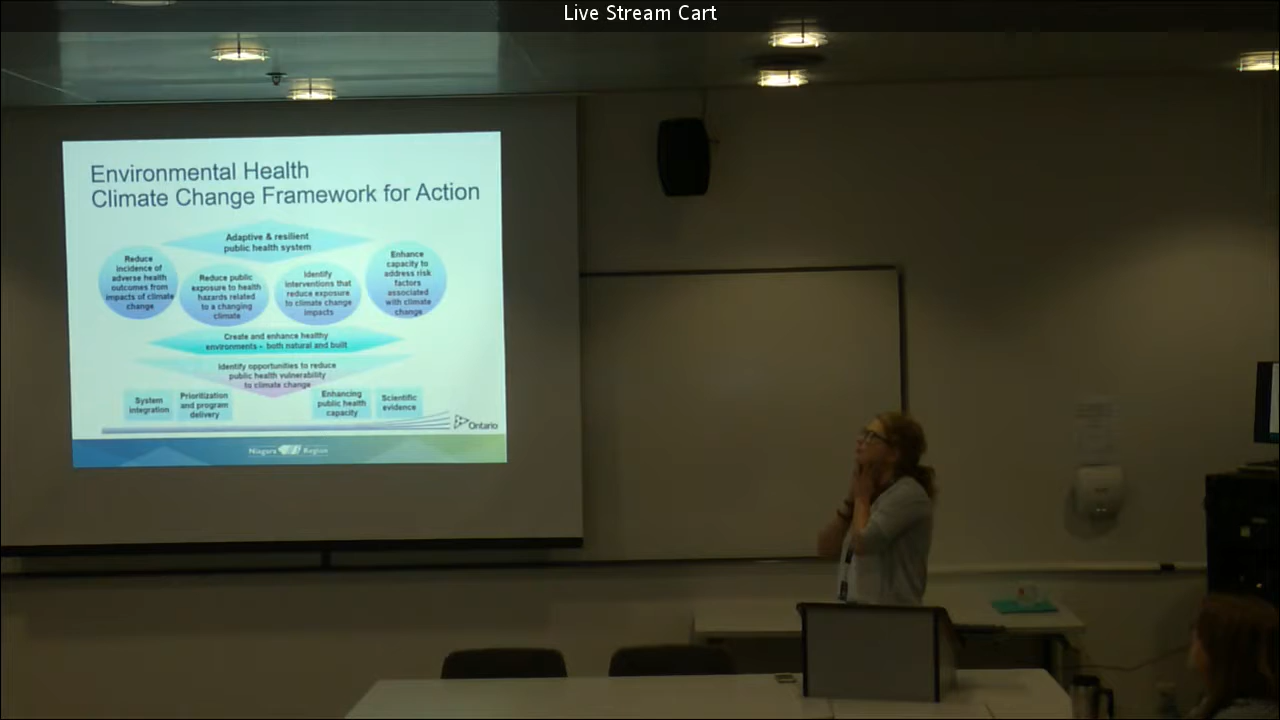 Live Stream Cart
Environmental Health
Climate Change Framework for Action
Adaptive & resilient
public health system
Reduce
incidence of
adverse health
outcomes from
impacts of climate
change
Reduce public
exposure to health
hazards related
to a changing
climate
Identify
interventions that
reduce exposure
to climate change
impacts
Enhance
capacity to
address risk
factors
associated
with climate
change
Create and enhance healthy
environments - both natural and built
Identify opportunities to reduce
public health vulnerability
to climate change
System
integration
Prioritization
and program
delivery
Enhancing
public health
capacity
Scientific
evidence
Ontario
Niagara Region